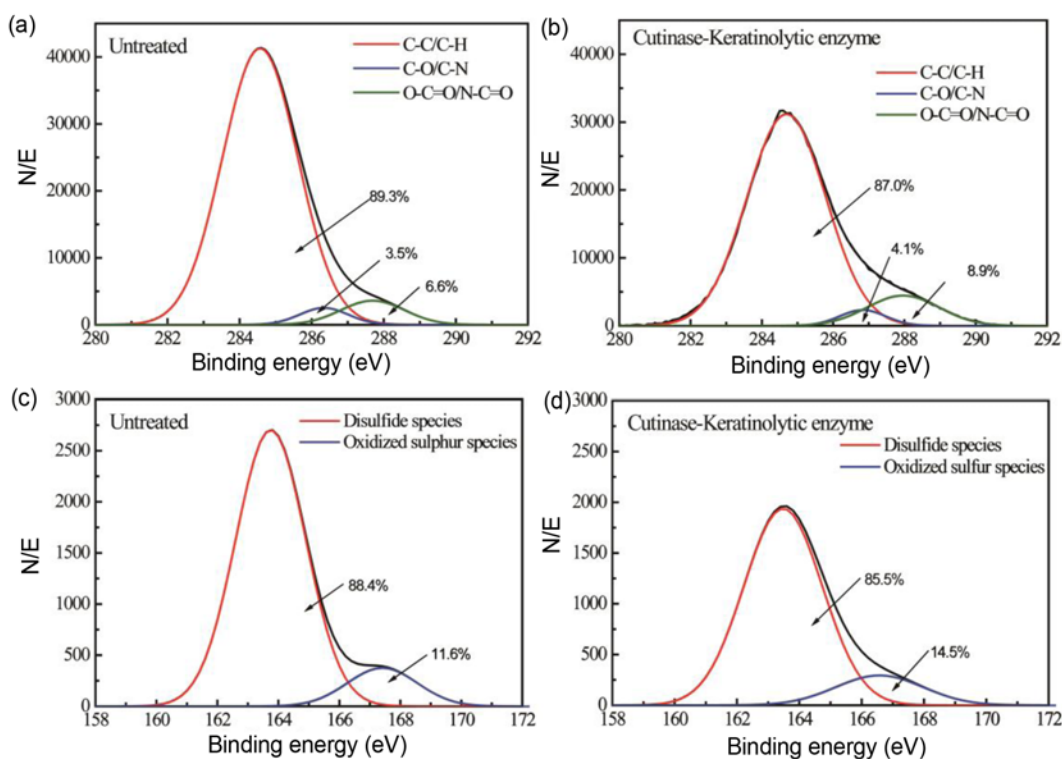 (a)
Untreated
C-C/C-H
C-O/C-N
O-C=O/N-C=O
N/E
40000
30000
20000
10000
0
89.3%
3.5%
6.6%
280 282 284 286 288 290 292
Binding energy (eV)
(b)
Cutinase-Keratinolytic enzyme
C-C/C-H
C-O/C-N
O-C=O/N-C=O
N/E
40000
30000
20000
10000
0
87.0%
4.1%
8.9%
280 282 284 286 288 290 292
Binding energy (eV)
(c)
Untreated
Disulfide species
Oxidized sulphur species
N/E
3000
2500
2000
1500
1000
500
0
88.4%
11.6%
158 160 162 164 166 168 170 172
Binding energy (eV)
(d)
Cutinase-Keratinolytic enzyme
Disulfide species
Oxidized sulfur species
N/E
3000
2500
2000
1500
1000
500
0
85.5%
14.5%
158 160 162 164 166 168 170 172
Binding energy (eV)